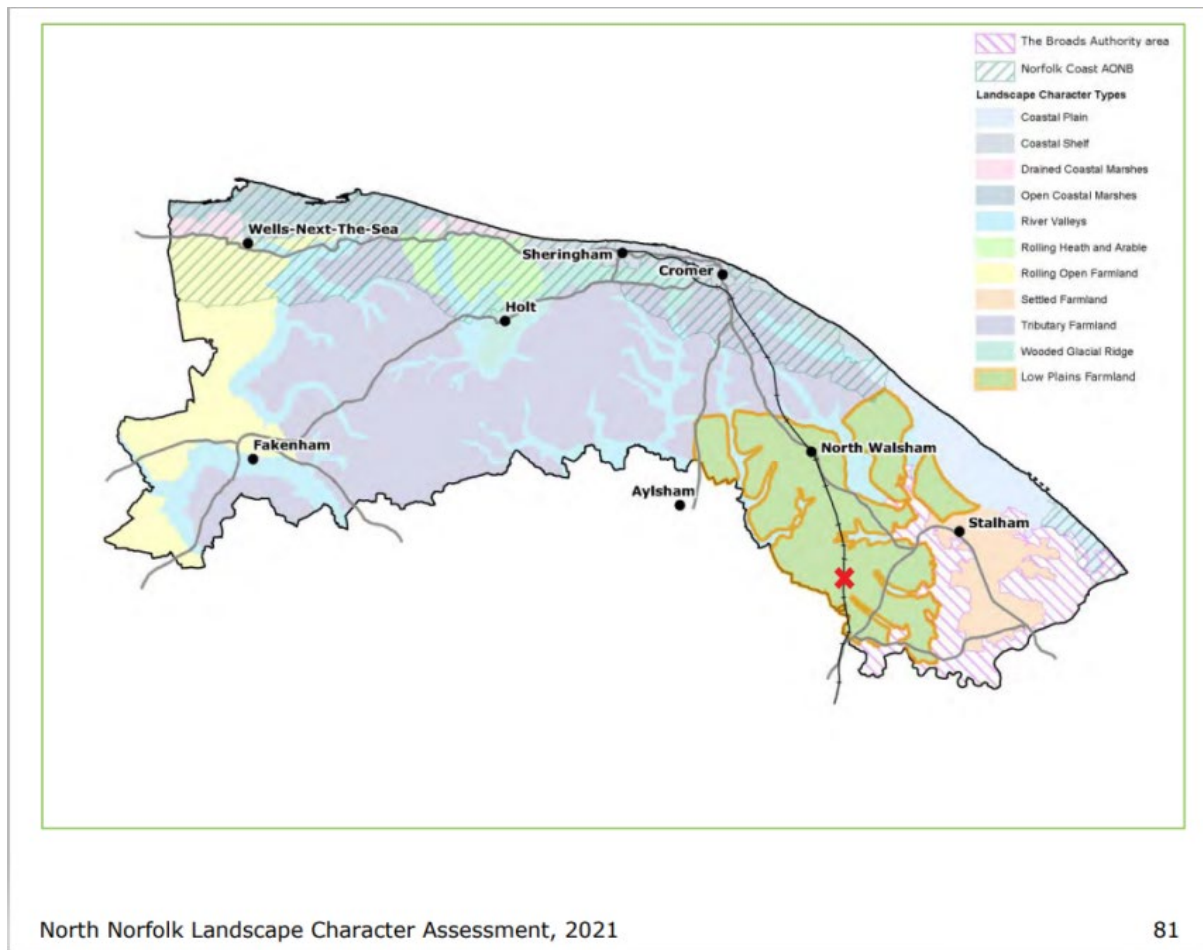 The Broads Authority area
Norfolk Coast AONB
Landscape Character Types
Coastal Plain
Coastal Shelf
Drained Coastal Marshes
Open Coastal Marshes
River Valleys
Rolling Heath and Arable
Rolling Open Farmland
Settled Farmland
Tributary Farmland
Wooded Glacial Ridge
Low Plains Farmland
Wells-Next-The-Sea
Sheringham
Cromer
Holt
Fakenham
North Walsham
Aylsham
Stalham
North Norfolk Landscape Character Assessment, 2021
81